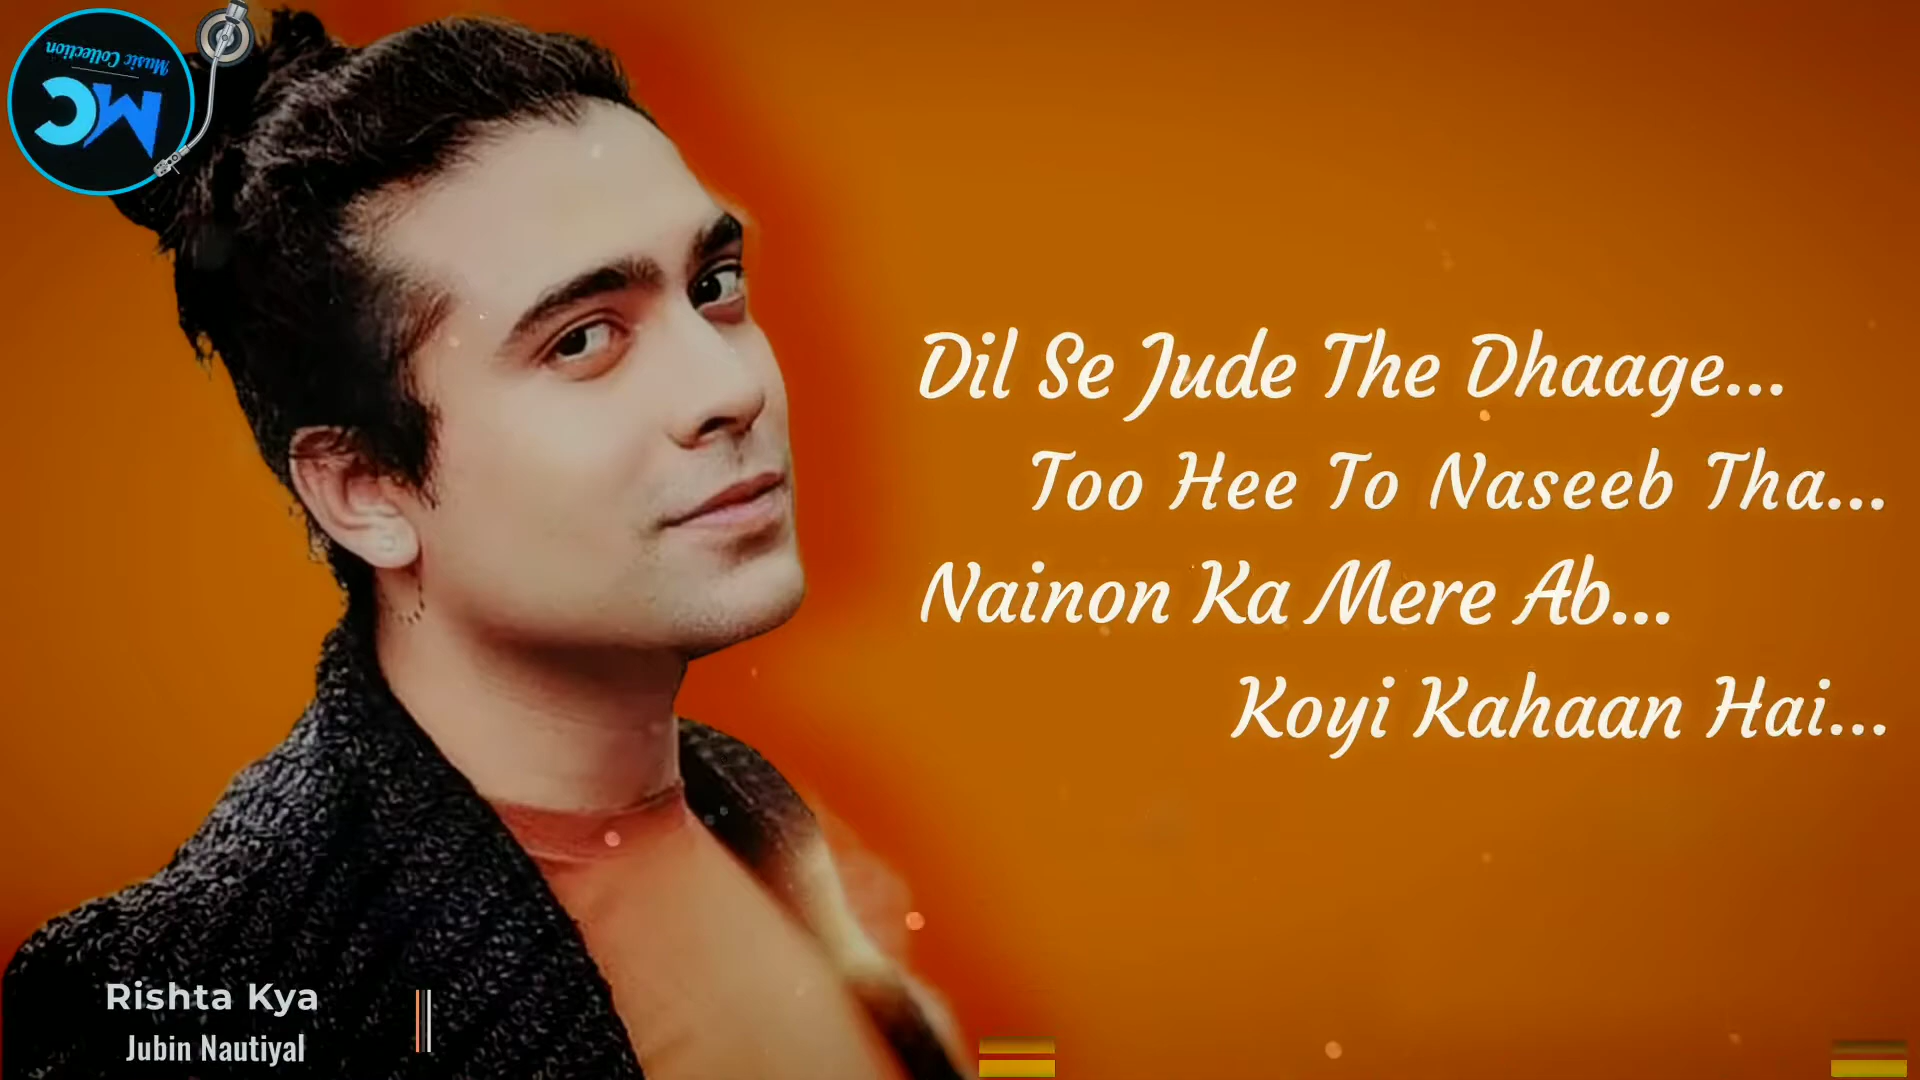 Music Collection
MC
Dil Se Jude The Dhaage...
Too Hee To Naseeb Tha...
Nainon Ka Mere Ab...
Koyi Kahaan Hai...
Rishta Kya
Jubin Nautiyal